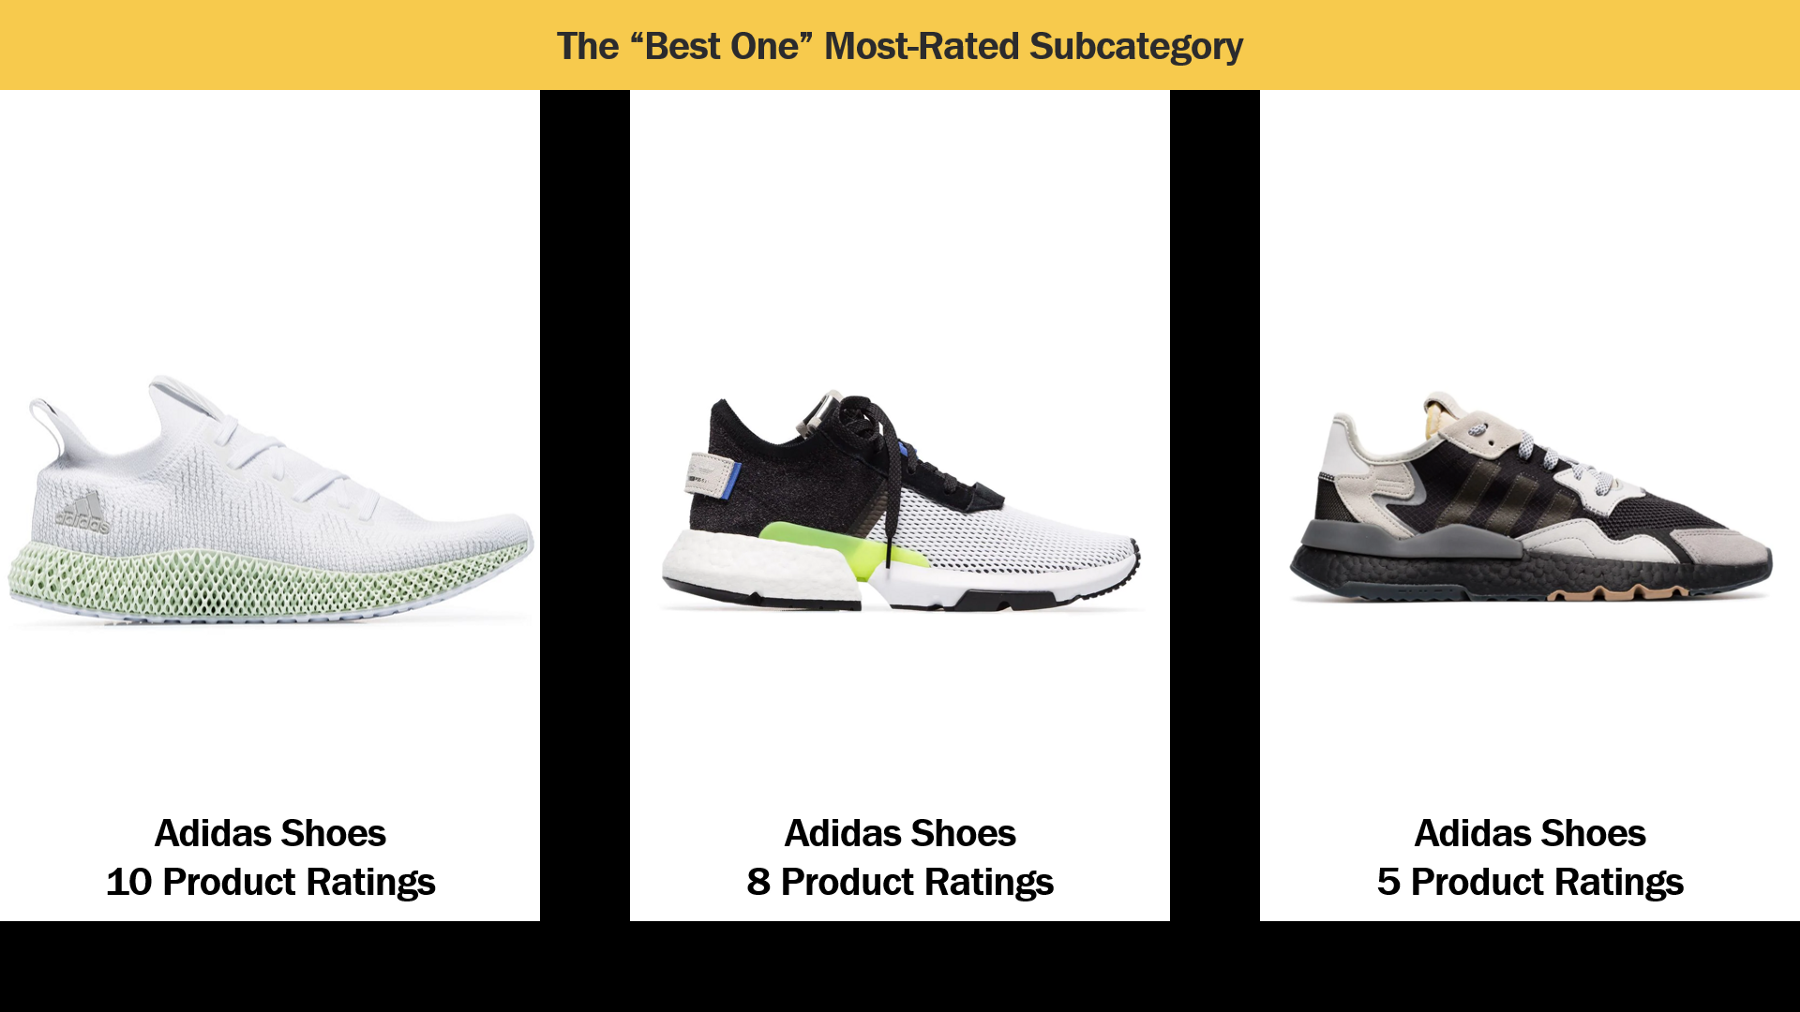 The “Best One” Most-Rated Subcategory
adidas
Adidas Shoes
10 Product Ratings
Adidas Shoes
8 Product Ratings
Adidas Shoes
5 Product Ratings